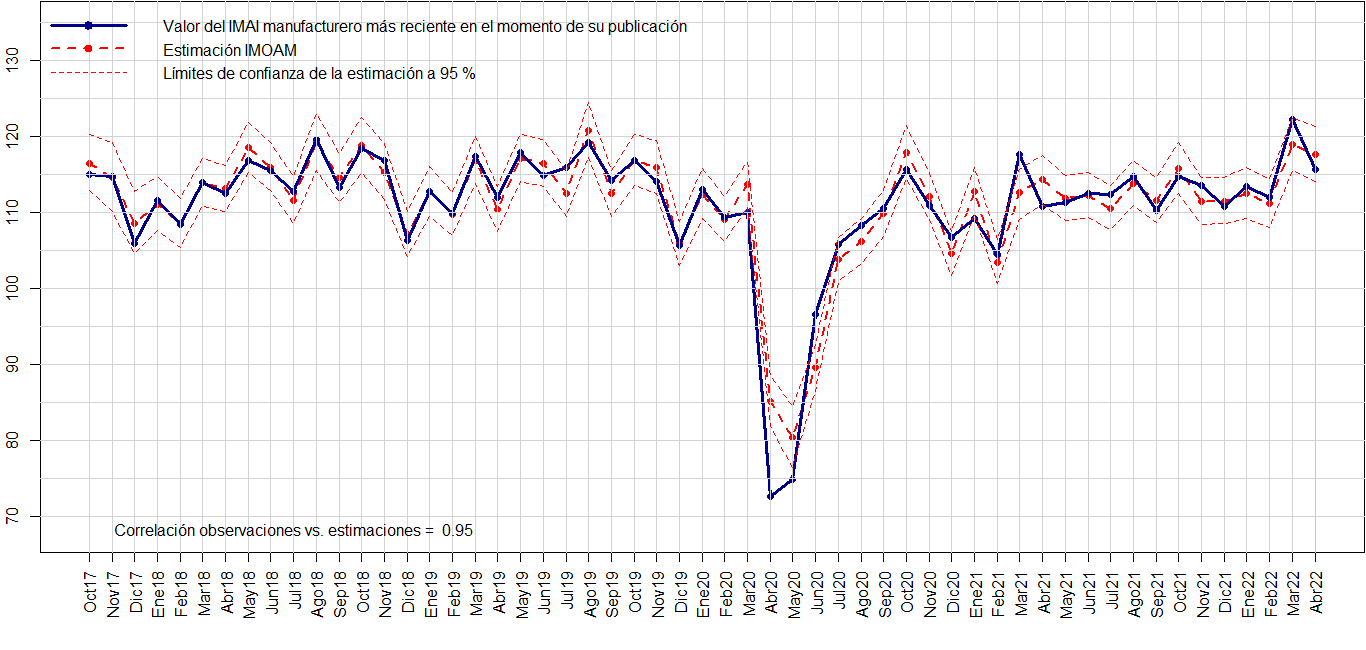 Valor del IMAI manufacturero más reciente en el momento de su publicación
Estimación IMOAM
Límites de confianza de la estimación a 95 %
130
120
110
100
90
80
70
Correlación observaciones vs. estimaciones = 0.95
Oct17
Nov17
Dic17
Ene18
Feb18
Mar18
Abr18
May18
Jun18
Jul18
Ago18
Sep18
Oct18
Nov18
Dic18
Ene19
Feb19
Mar19
Abr19
May19
Jun19
Jul19
Ago19
Sep19
Oct19
Nov19
Dic19
Ene20
Feb20
Mar20
Abr20
May20
Jun20
Jul20
Ago20
Sep20
Oct20
Nov20
Dic20
Ene21
Feb21
Mar21
Abr21
May21
Jun21
Jul21
Ago21
Sep21
Oct21
Nov21
Dic21
Ene22
Feb22
Mar22
Abr22